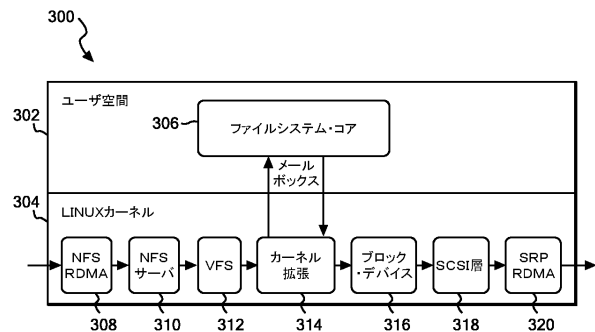 300
302
ユーザ空間
306
ファイルシステム・コア
メール
ボックス
304
LINUXカーネル
NFS
RDMA
NFS
サーバ
VFS
カーネル
拡張
ブロック
・デバイス
SCSI層
SRP
RDMA
308
310
312
314
316
318
320